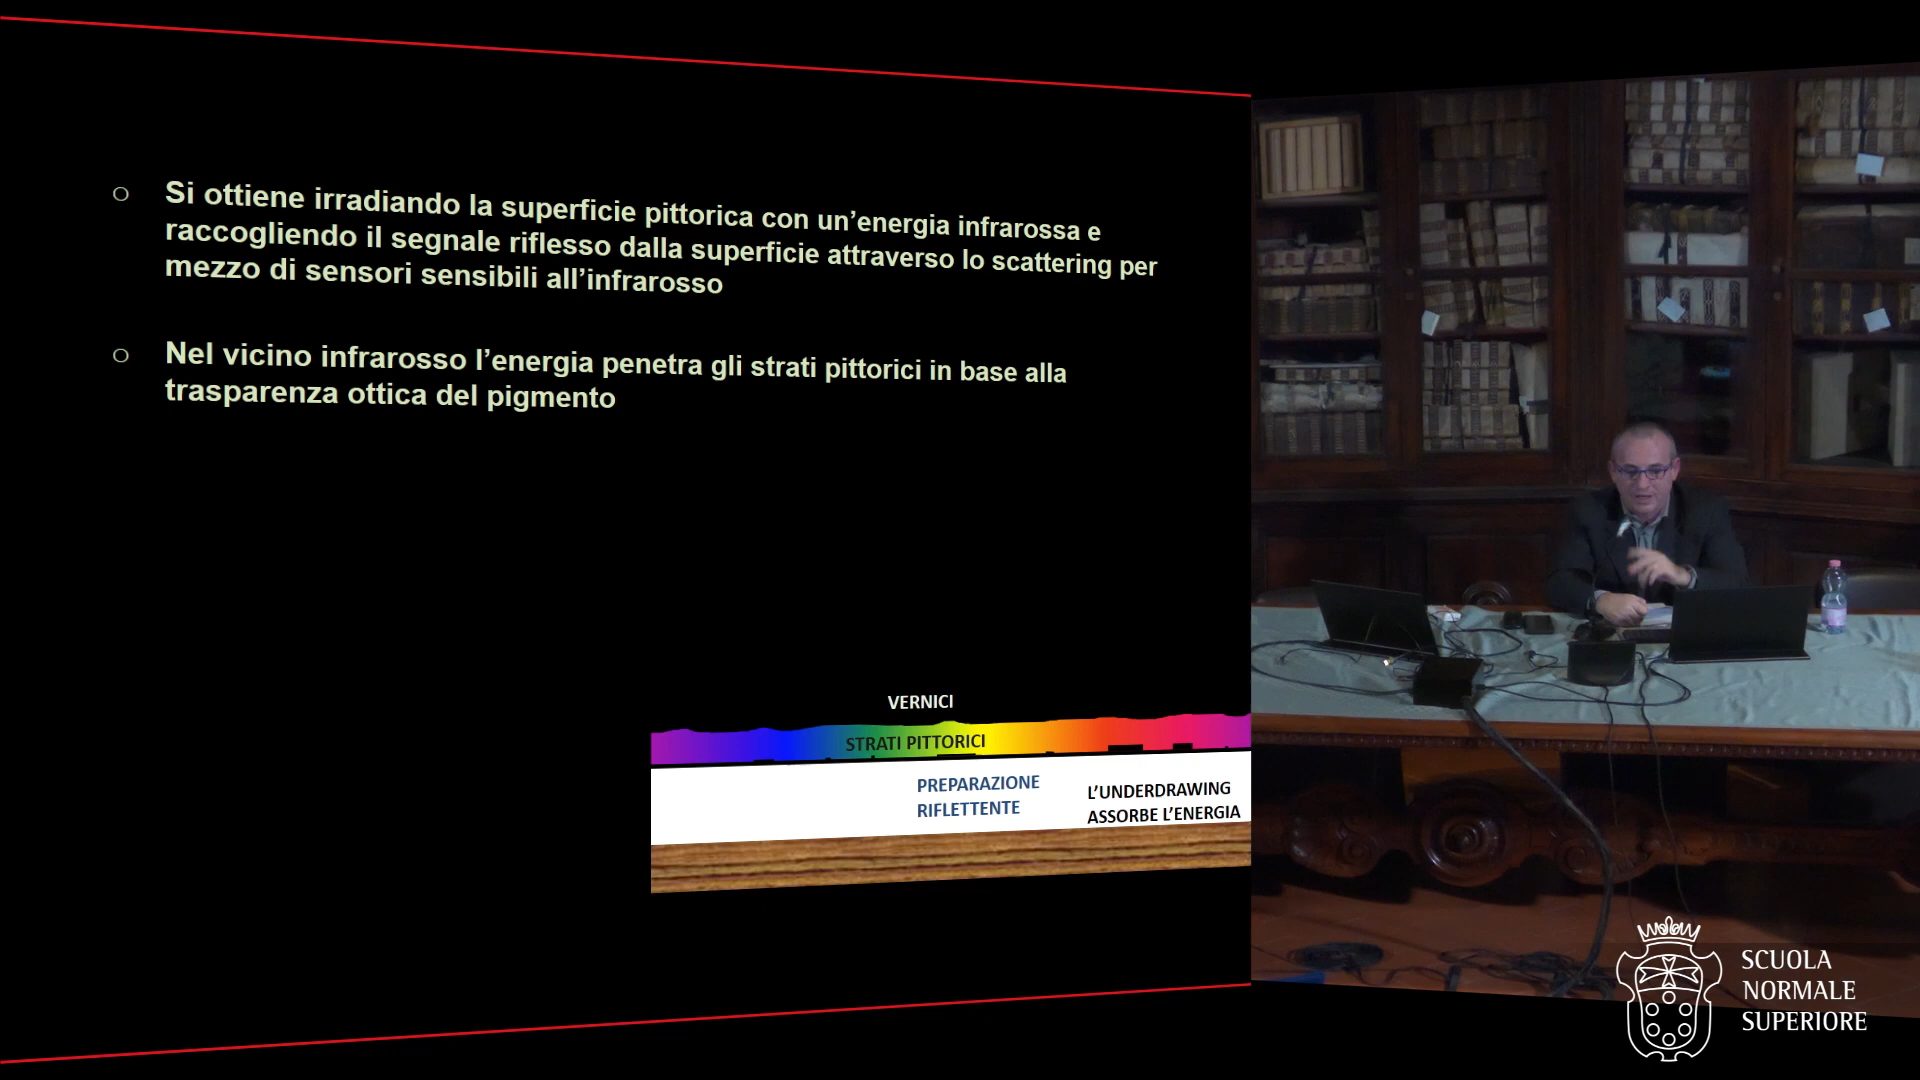 Si ottiene irradiando la superficie pittorica con un’energia infrarossa e
raccogliendo il segnale riflesso dalla superficie attraverso lo scattering per
mezzo di sensori sensibili all’infrarosso
Nel vicino infrarosso l’energia penetra gli strati pittorici in base alla
trasparenza ottica del pigmento
VERNICI
STRATI PITTORICI
PREPARAZIONE
RIFLETTENTE
L’UNDERDRAWING
ASSORBE L’ENERGIA
SCUOLA
NORMALE
SUPERIORE